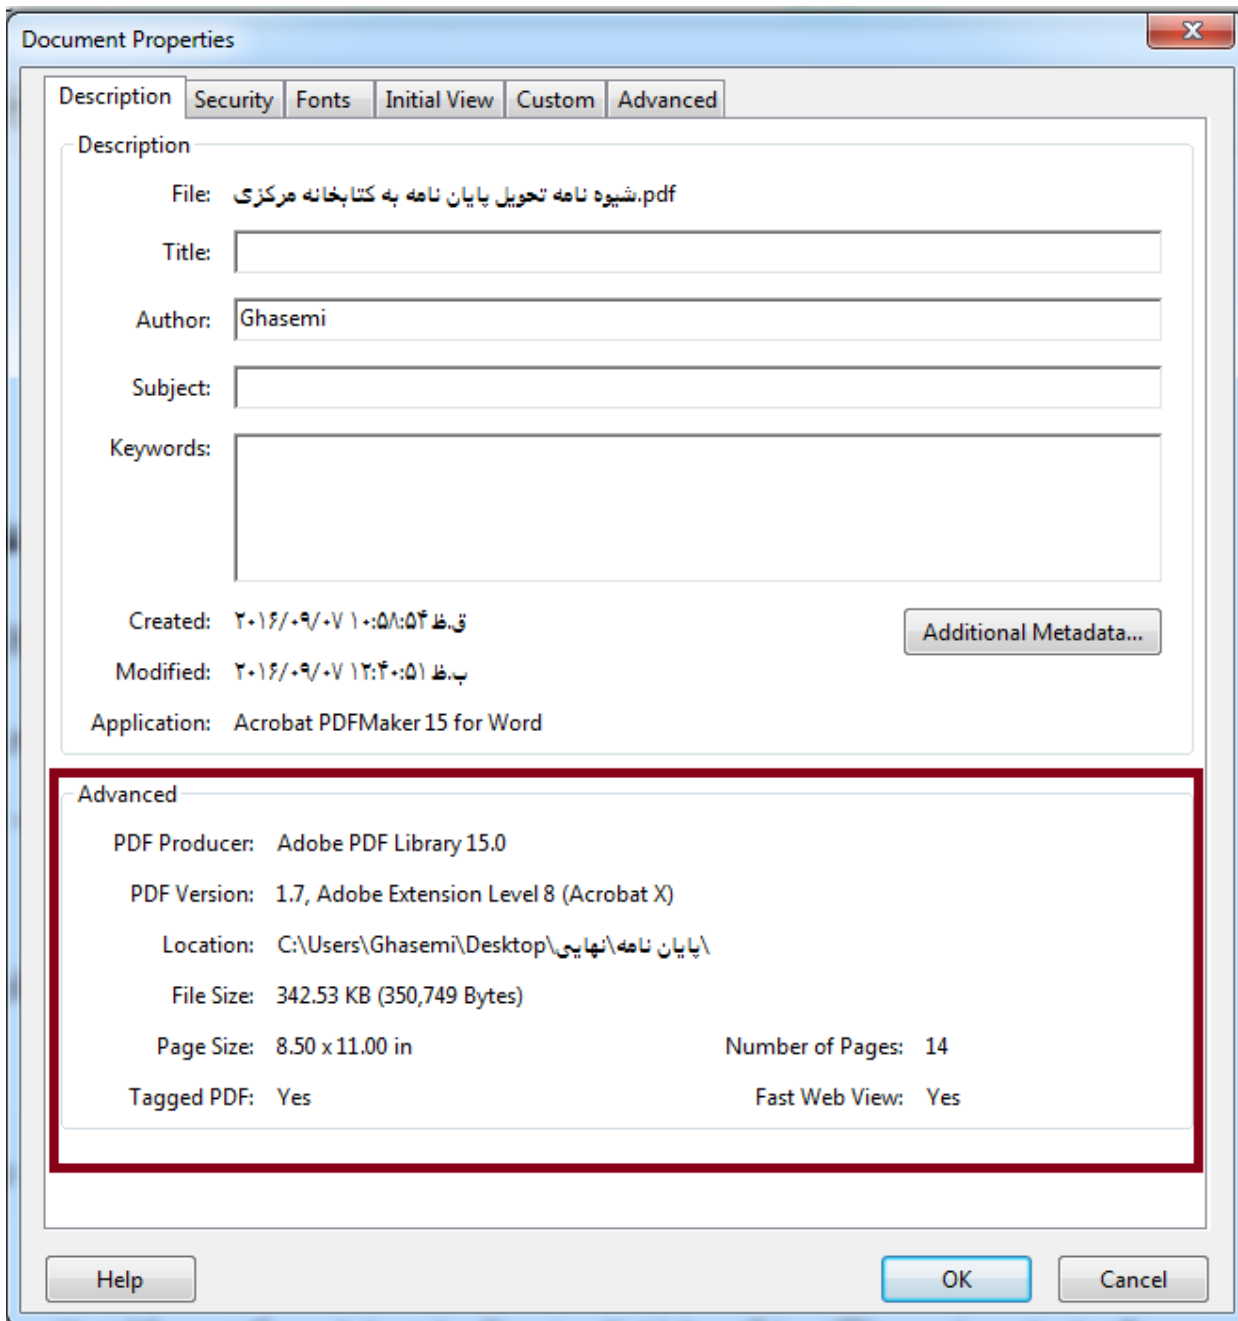 Document Properties
Description Security Fonts Initial View Custom Advanced
Description
File: شیوه نامه تحویل پایان نامه به کتابخانه مرکزی.pdf
Title:
Author: Ghasemi
Subject:
Keywords:
Created: ۲۰۱۶/۰۹/۰۷ ۱۰:۵۸:۵۴ ق.ظ
Additional Metadata...
Modified: ۲۰۱۶/۰۹/۰۷ ۱۲:۴۰:۵۱ ب.ظ
Application: Acrobat PDFMaker 15 for Word
Advanced
PDF Producer: Adobe PDF Library 15.0
PDF Version: 1.7, Adobe Extension Level 8 (Acrobat X)
Location: C:\Users\Ghasemi\Desktop\پایان نامه\نهایی\
File Size: 342.53 KB (350,749 Bytes)
Page Size: 8.50 x 11.00 in Number of Pages: 14
Tagged PDF: Yes Fast Web View: Yes
Help OK Cancel